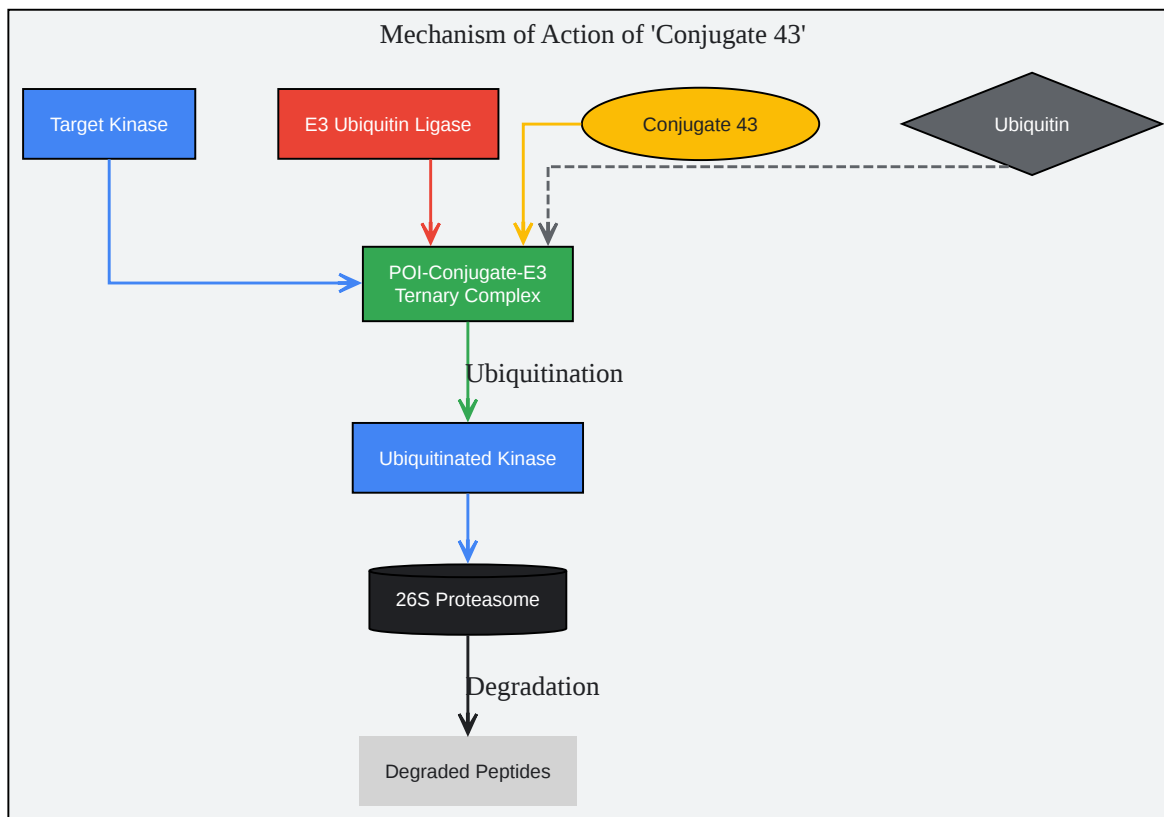 Mechanism of Action of 'Conjugate 43'
Target Kinase
E3 Ubiquitin Ligase
Conjugate 43
Ubiquitin
POI-Conjugate-E3
Ternary Complex
Ubiquitination
Ubiquitinated Kinase
26S Proteasome
Degradation
Degraded Peptides